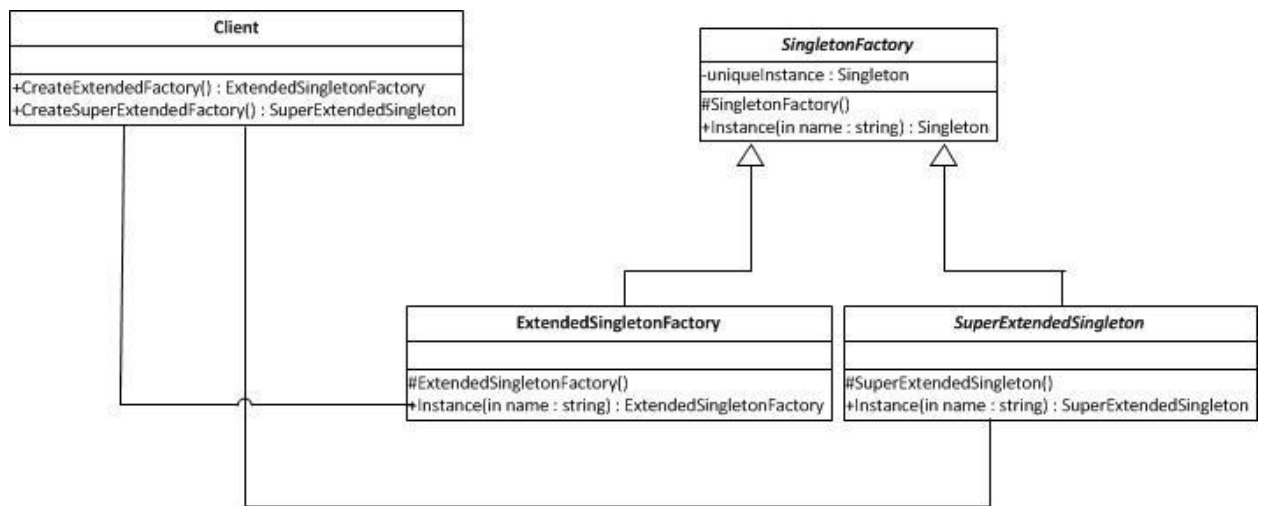 Client
+CreateExtendedFactory() : ExtendedSingletonFactory
+CreateSuperExtendedFactory() : SuperExtendedSingleton
SingletonFactory
-uniqueInstance : Singleton
#SingletonFactory()
+Instance(in name : string) : Singleton
ExtendedSingletonFactory
#ExtendedSingletonFactory()
+Instance(in name : string) : ExtendedSingletonFactory
SuperExtendedSingleton
#SuperExtendedSingleton()
+Instance(in name : string) : SuperExtendedSingleton